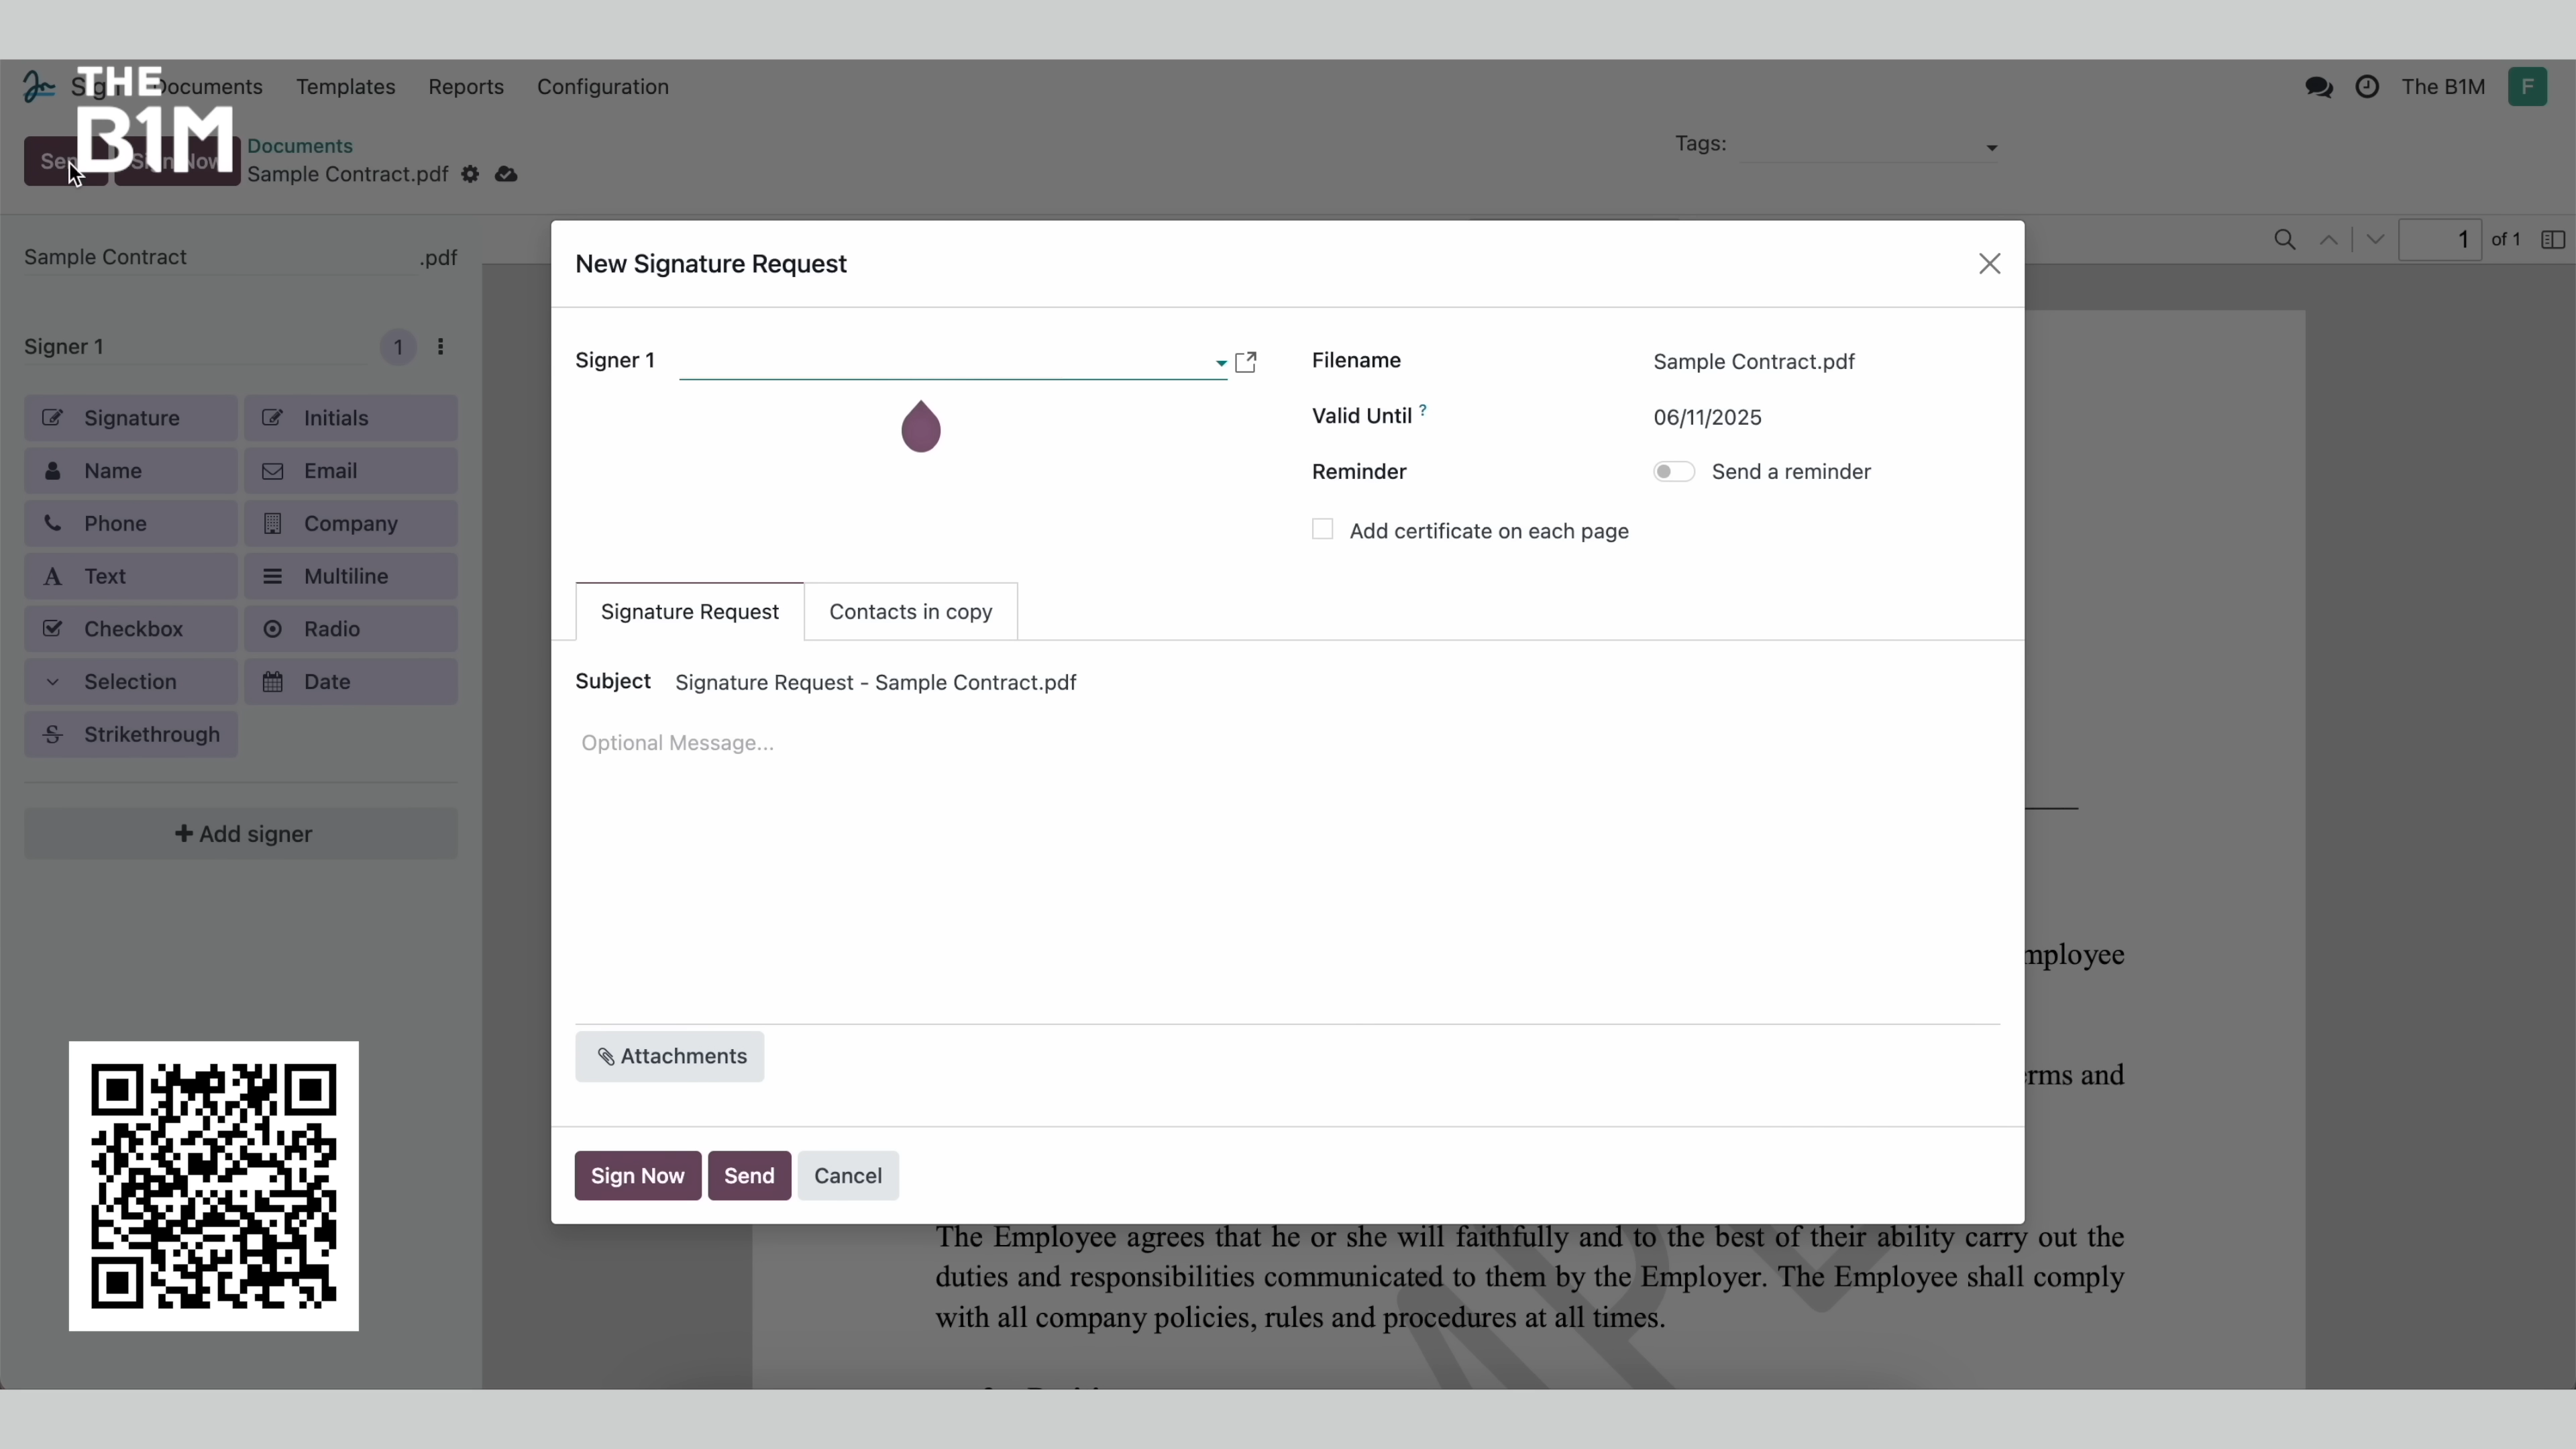 Documents Templates Reports Configuration The B1M F
THE
B1M
Documents
Sample Contract.pdf
Tags:
Sample Contract .pdf
1 of 1
Signer 1 1
Signature Initials
Name Email
Phone Company
Text Multiline
Checkbox Radio
Selection Date
Strikethrough
Add signer
New Signature Request
Signer 1
Filename Sample Contract.pdf
Valid Until ? 06/11/2025
Reminder Send a reminder
Add certificate on each page
Signature Request Contacts in copy
Subject Signature Request - Sample Contract.pdf
Optional Message...
Attachments
Sign Now Send Cancel
rms and
The Employee agrees that he or she will faithfully and to the best of their ability carry out the
duties and responsibilities communicated to them by the Employer. The Employee shall comply
with all company policies, rules and procedures at all times.